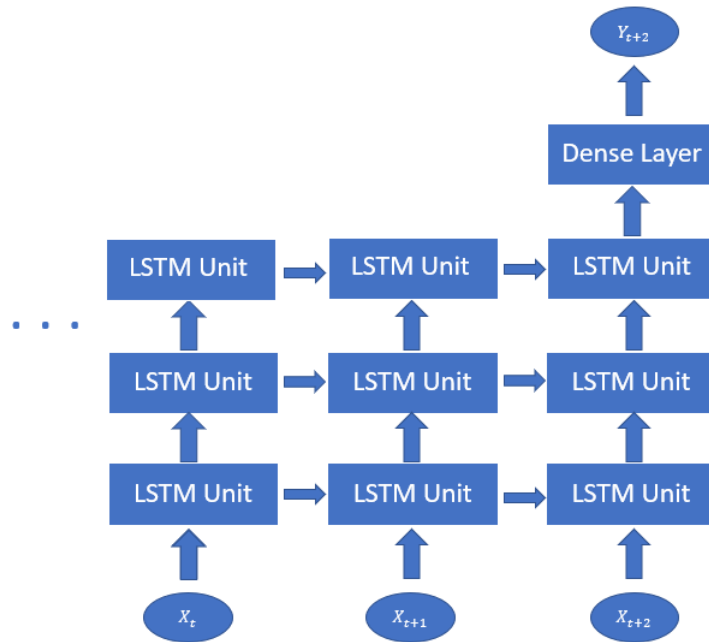 Y_{t+2}
Dense Layer
LSTM Unit LSTM Unit LSTM Unit
. . .
LSTM Unit LSTM Unit LSTM Unit
LSTM Unit LSTM Unit LSTM Unit
X_t X_{t+1} X_{t+2}